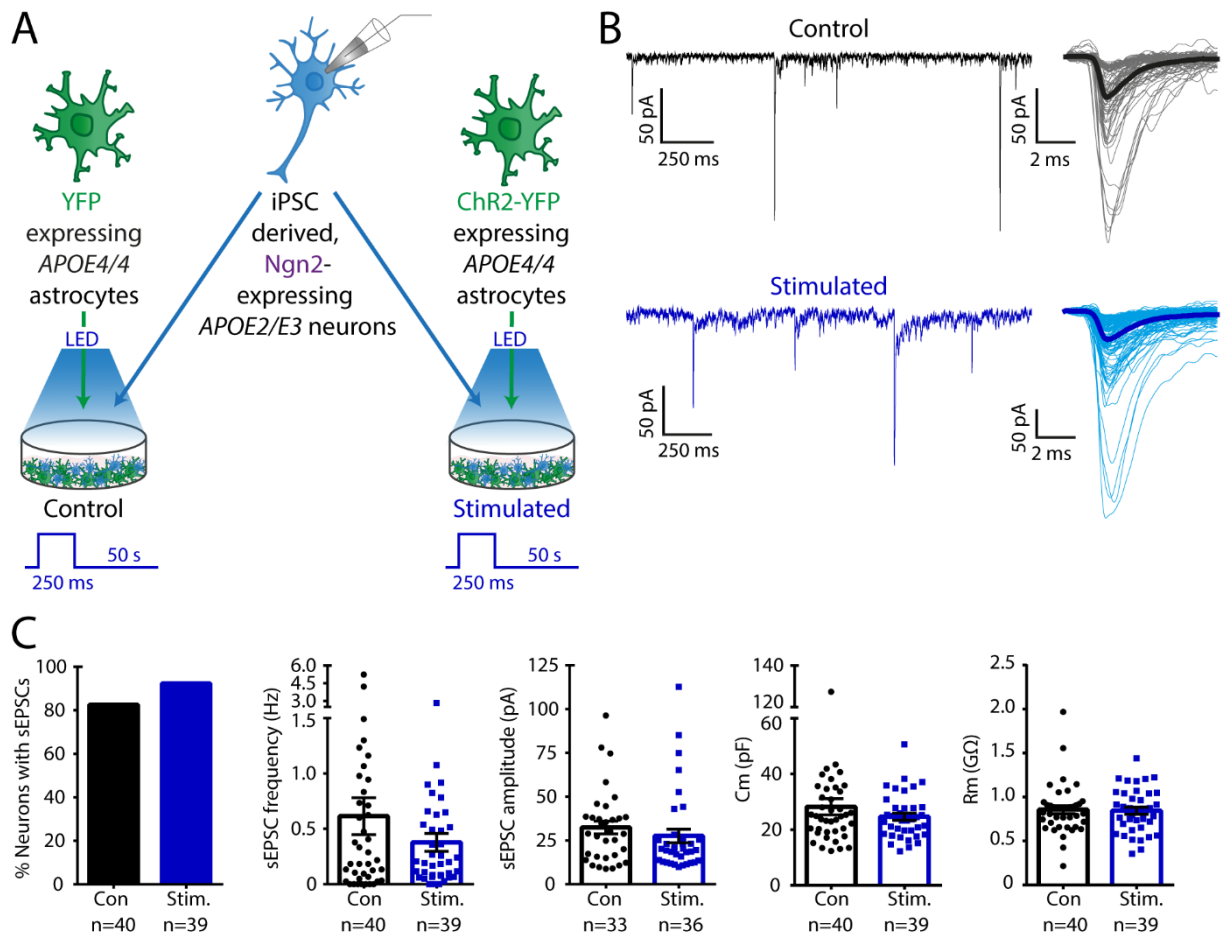 A
YFP
expressing
APOE4/4
astrocytes
LED
Control
50 s
250 ms
iPSC
derived,
Ngn2-
expressing
APOE2/E3 neurons
ChR2-YFP
expressing
APOE4/4
astrocytes
LED
Stimulated
50 s
250 ms
B
Control
50 pA
250 ms
50 pA
2 ms
Stimulated
50 pA
250 ms
50 pA
2 ms
C
% Neurons with sEPSCs
100
80
60
40
20
0
Con
n=40
Stim.
n=39
sEPSC frequency (Hz)
6.0
4.5
3.0
1.5
1.0
0.5
0
Con
n=40
Stim.
n=39
sEPSC amplitude (pA)
125
100
75
50
25
0
Con
n=33
Stim.
n=36
Cm (pF)
140
120
60
40
20
0
Con
n=40
Stim.
n=39
Rm (GΩ)
2.5
2.0
1.5
1.0
0.5
0
Con
n=40
Stim.
n=39